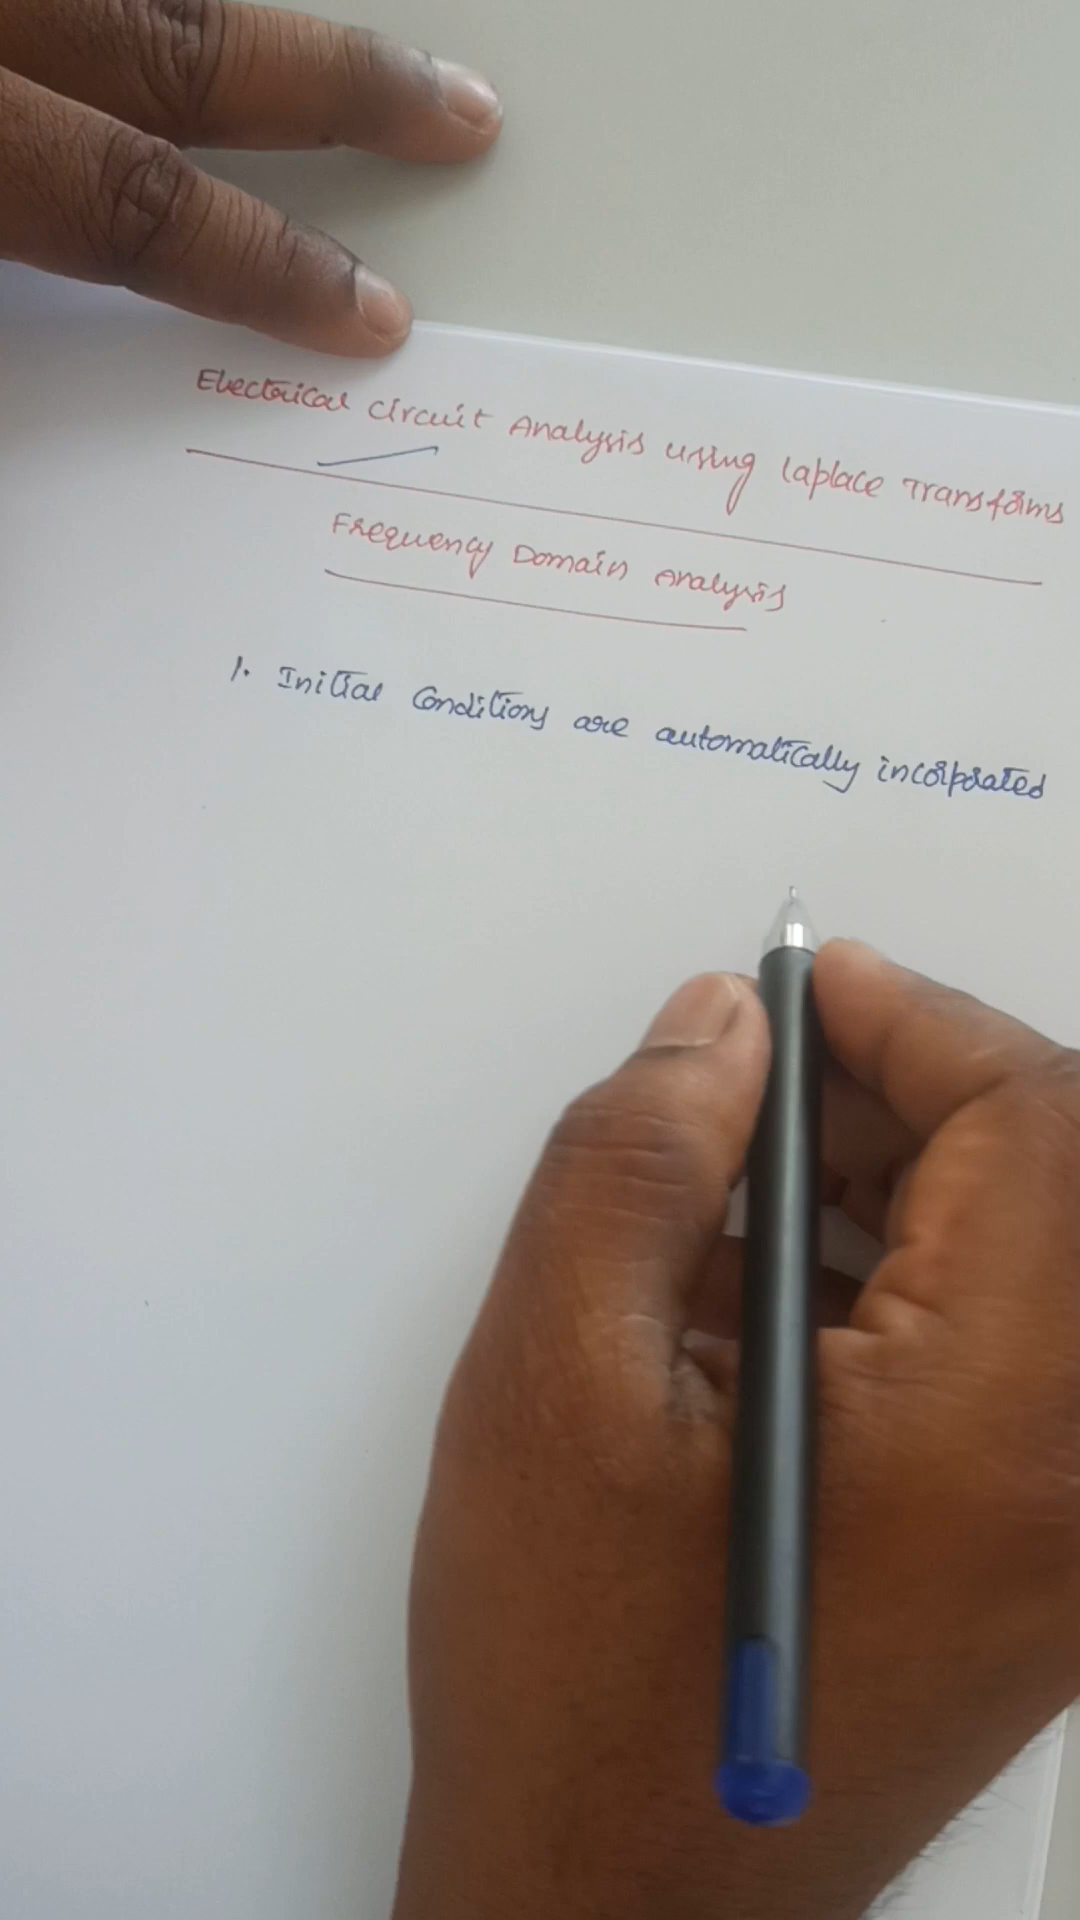 Electrical circuit Analysis using Laplace Transforms
Frequency Domain Analysis
1. Initial Conditions are automatically incorporated